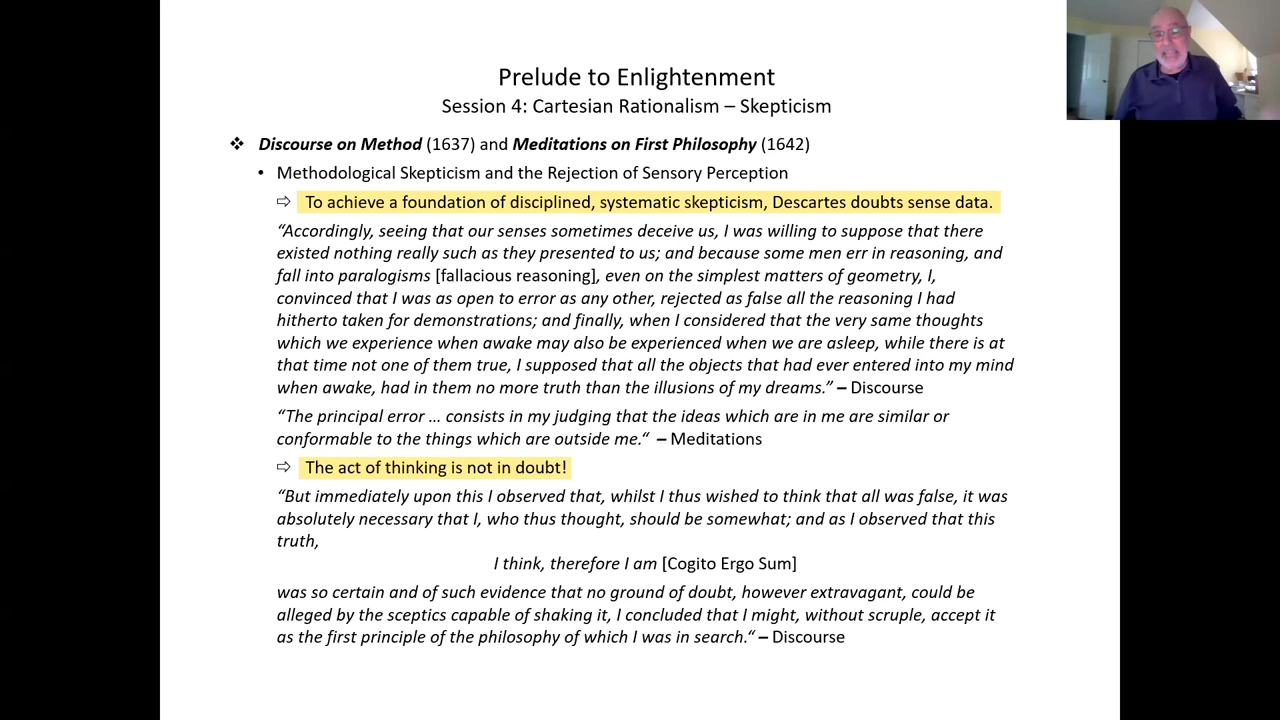 Prelude to Enlightenment
Session 4: Cartesian Rationalism – Skepticism
❖ Discourse on Method (1637) and Meditations on First Philosophy (1642)
• Methodological Skepticism and the Rejection of Sensory Perception
⇨ To achieve a foundation of disciplined, systematic skepticism, Descartes doubts sense data.
“Accordingly, seeing that our senses sometimes deceive us, I was willing to suppose that there
existed nothing really such as they presented to us; and because some men err in reasoning, and
fall into paralogisms [fallacious reasoning], even on the simplest matters of geometry, I,
convinced that I was as open to error as any other, rejected as false all the reasoning I had
hitherto taken for demonstrations; and finally, when I considered that the very same thoughts
which we experience when awake may also be experienced when we are asleep, while there is at
that time not one of them true, I supposed that all the objects that had ever entered into my mind
when awake, had in them no more truth than the illusions of my dreams.” – Discourse
“The principal error … consists in my judging that the ideas which are in me are similar or
conformable to the things which are outside me.“ – Meditations
⇨ The act of thinking is not in doubt!
“But immediately upon this I observed that, whilst I thus wished to think that all was false, it was
absolutely necessary that I, who thus thought, should be somewhat; and as I observed that this
truth,
I think, therefore I am [Cogito Ergo Sum]
was so certain and of such evidence that no ground of doubt, however extravagant, could be
alleged by the sceptics capable of shaking it, I concluded that I might, without scruple, accept it
as the first principle of the philosophy of which I was in search.“ – Discourse